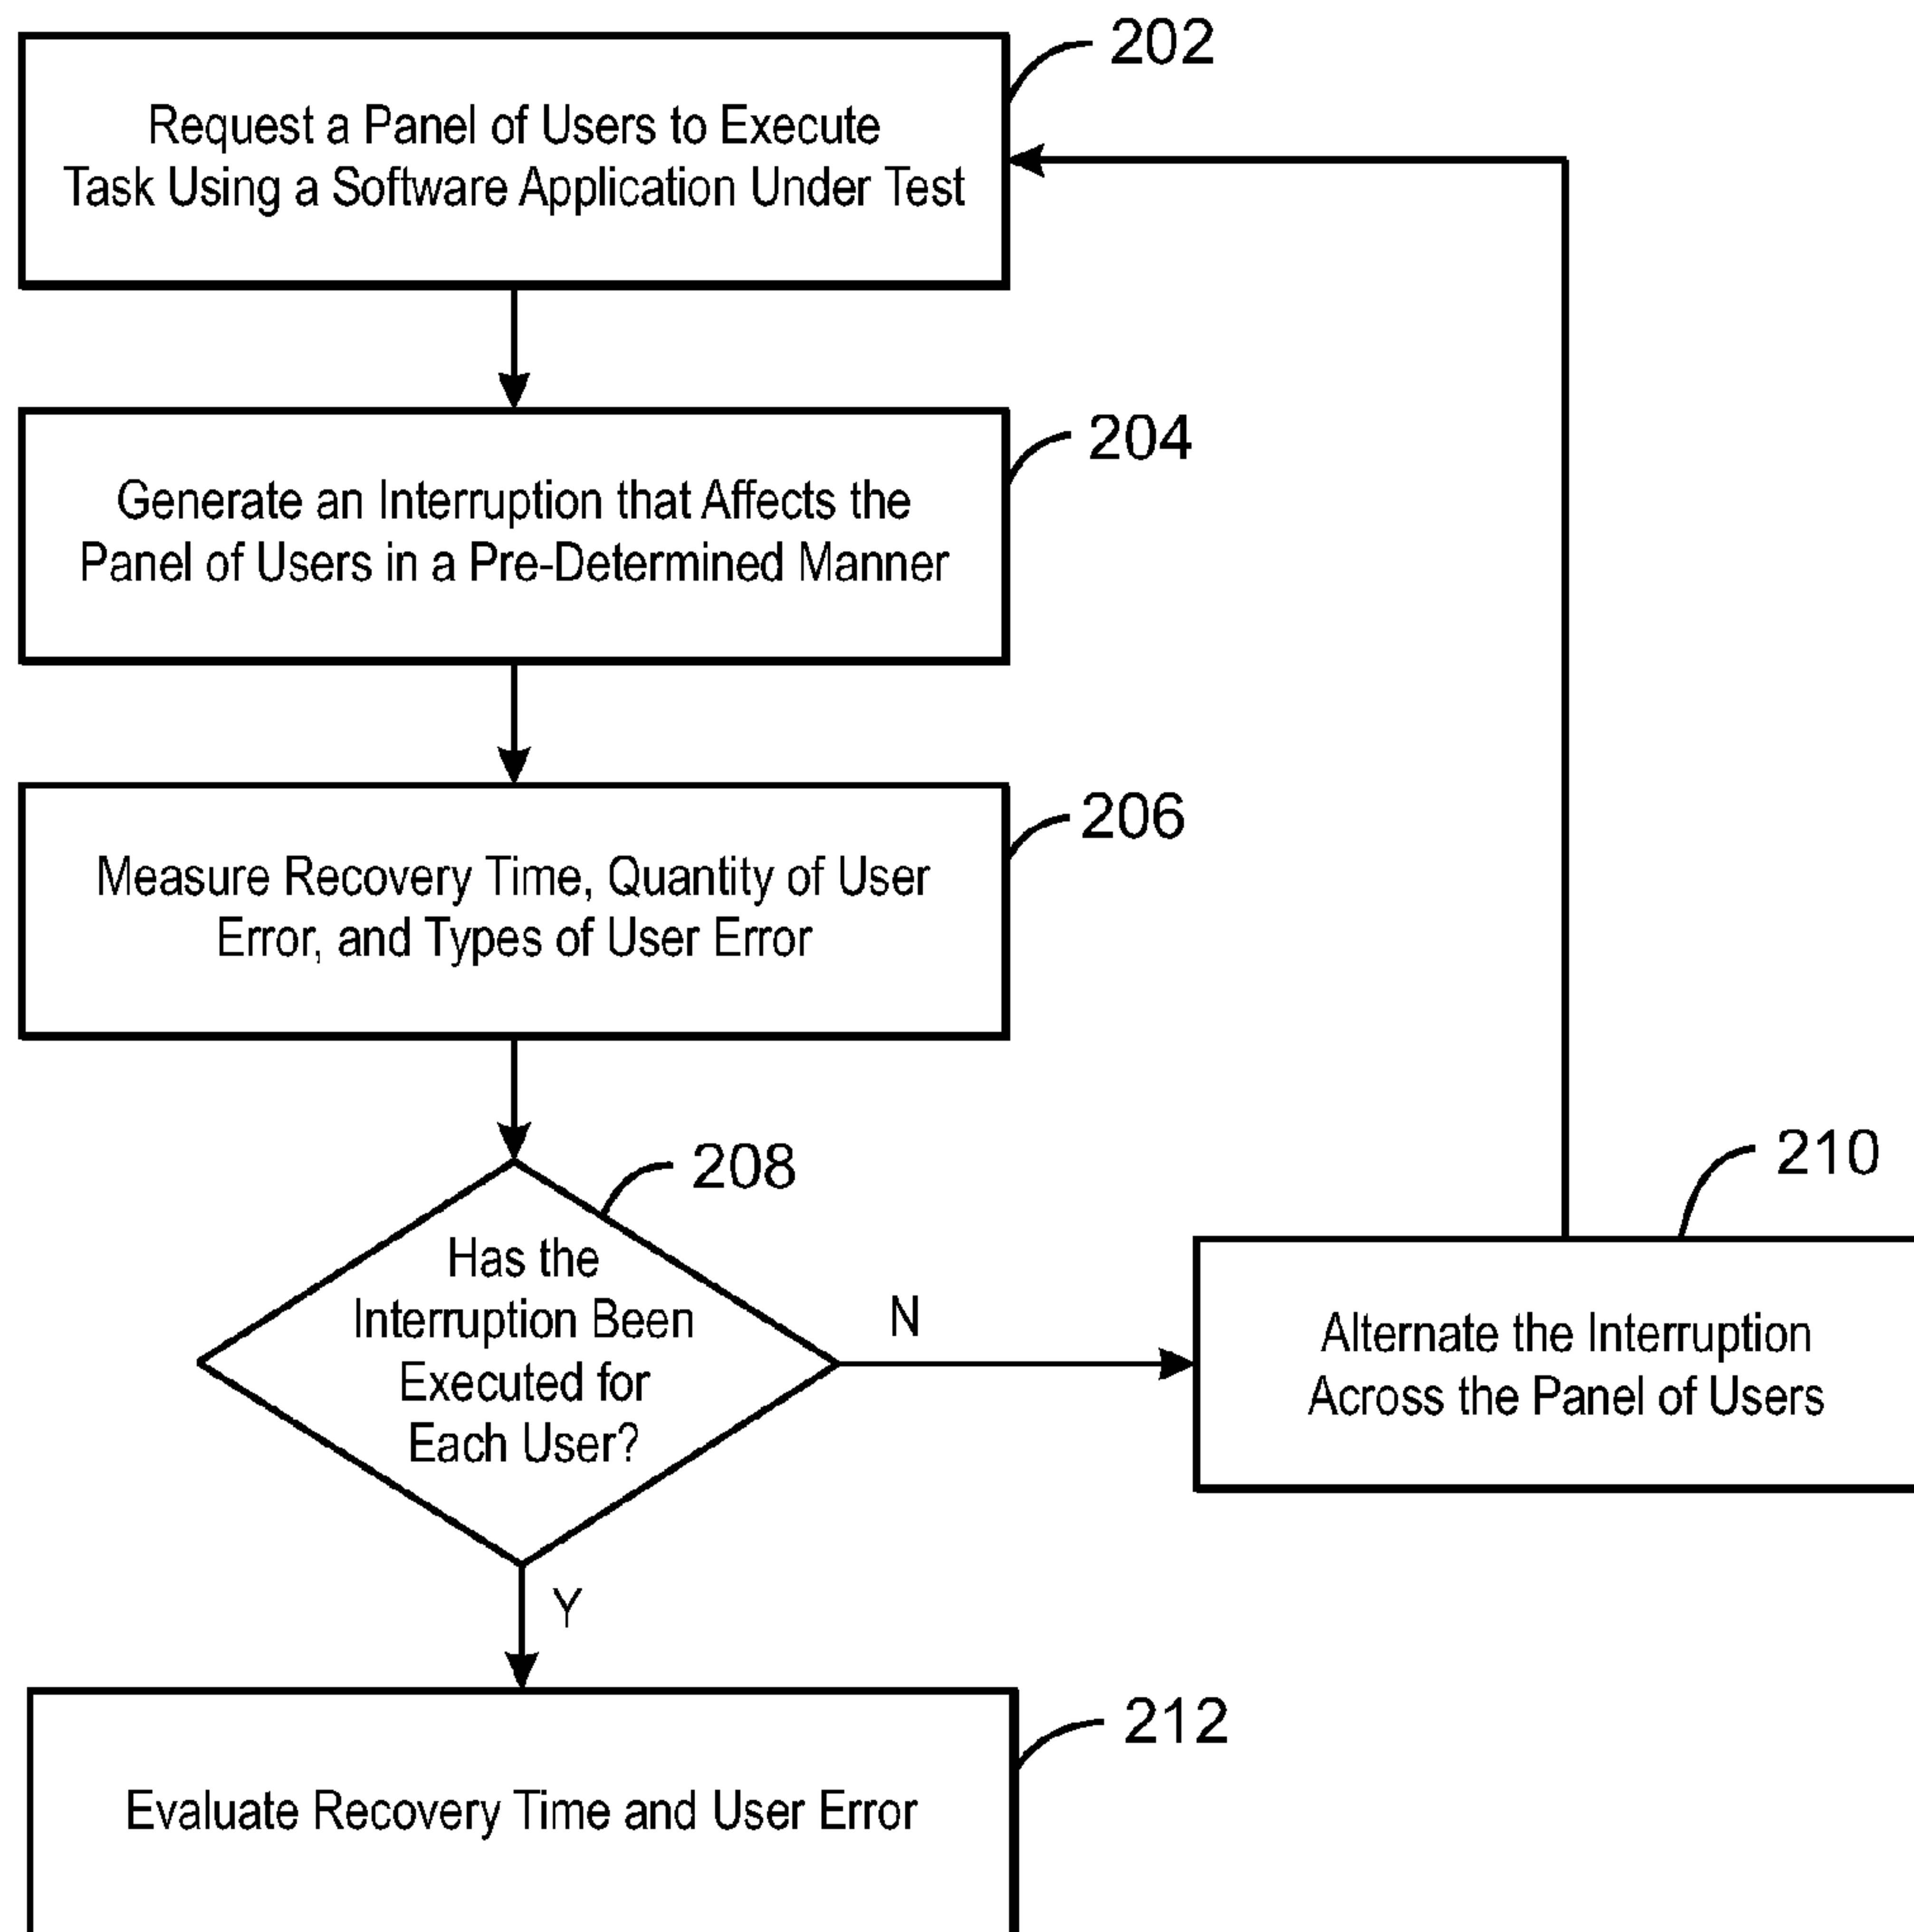 202
Request a Panel of Users to Execute
Task Using a Software Application Under Test
204
Generate an Interruption that Affects the
Panel of Users in a Pre-Determined Manner
206
Measure Recovery Time, Quantity of User
Error, and Types of User Error
208
Has the
Interruption Been
Executed for
Each User?
N
210
Alternate the Interruption
Across the Panel of Users
Y
212
Evaluate Recovery Time and User Error